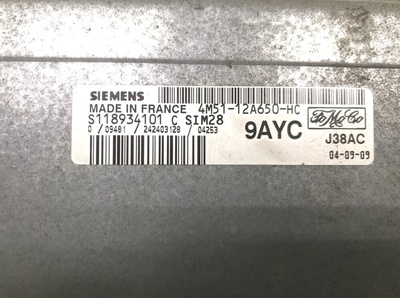 SIEMENS
MADE IN FRANCE 4M51-12A650-HC
S118934101 C SIM28
0 / 09481 / 242403128 / 04253
9AYC
FoMoCo
J38AC
04-09-09